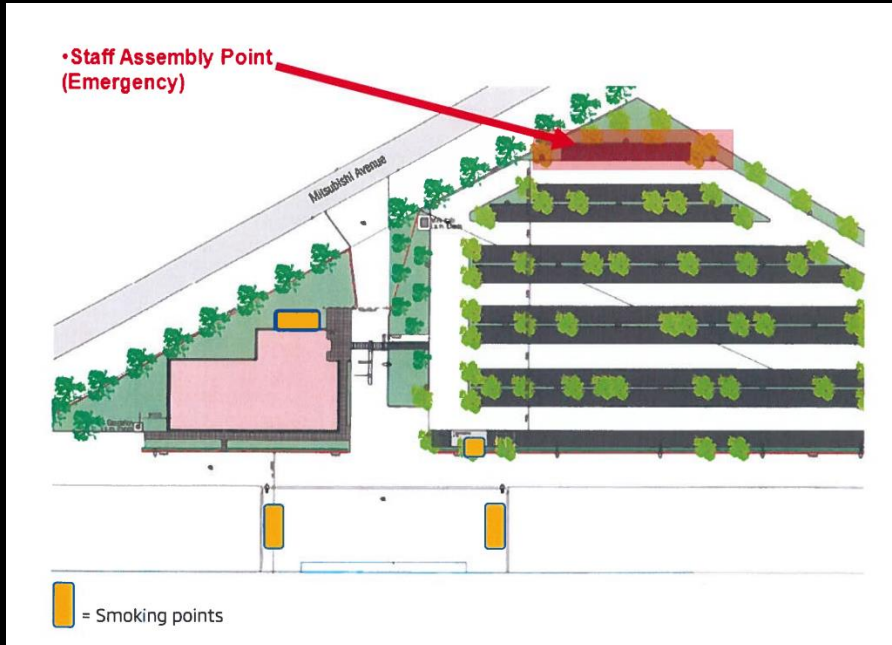 •Staff Assembly Point
(Emergency)
Mitsubishi Avenue
= Smoking points